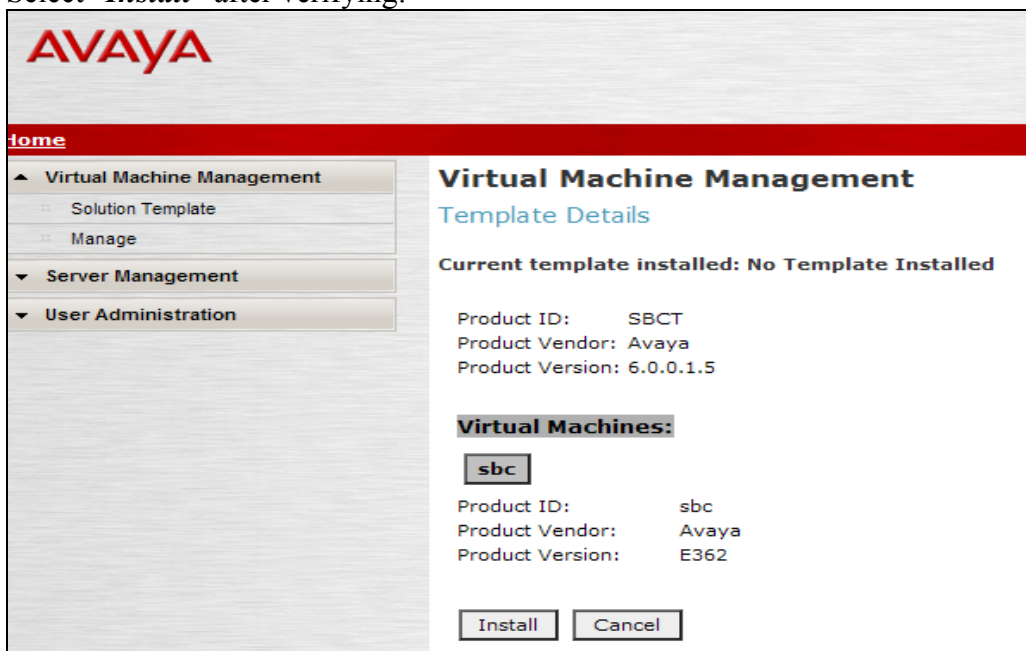 Select "Install" after verifying.
AVAYA
Home
Virtual Machine Management
Solution Template
Manage
Server Management
User Administration
Virtual Machine Management
Template Details
Current template installed: No Template Installed
Product ID: SBCT
Product Vendor: Avaya
Product Version: 6.0.0.1.5
Virtual Machines:
sbc
Product ID: sbc
Product Vendor: Avaya
Product Version: E362
Install Cancel